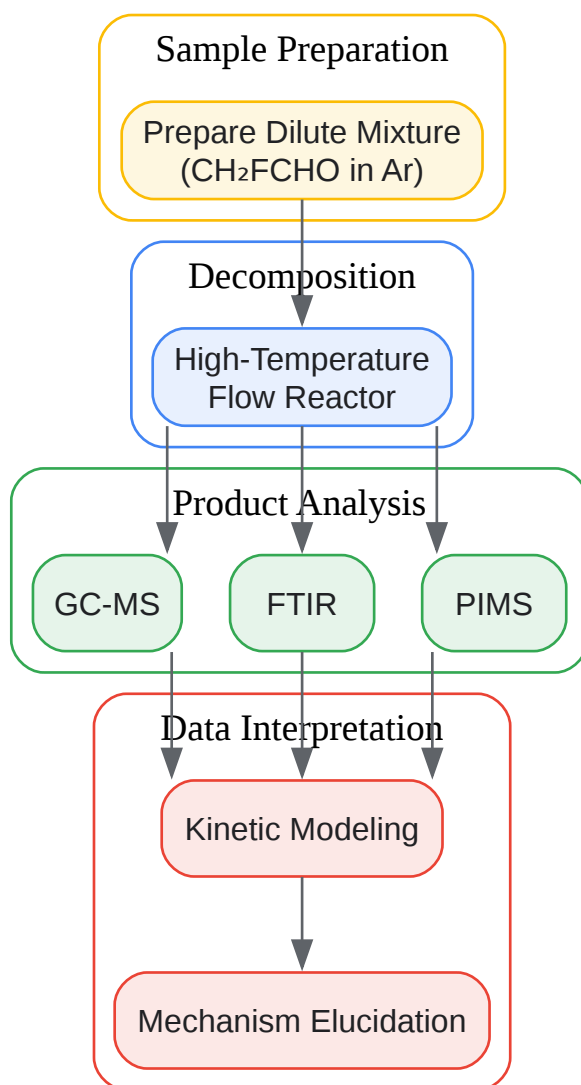 Sample Preparation
Prepare Dilute Mixture
(CH₂FCHO in Ar)
Decomposition
High-Temperature
Flow Reactor
Product Analysis
GC-MS
FTIR
PIMS
Data Interpretation
Kinetic Modeling
Mechanism Elucidation